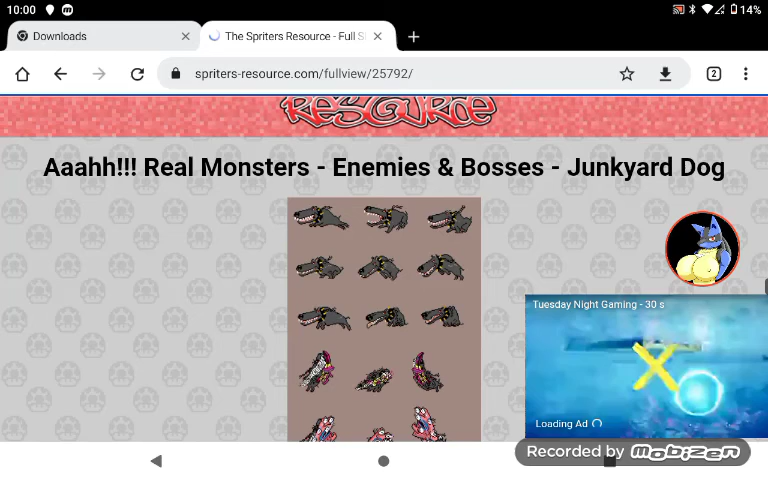 10:00
14%
Downloads
The Spriters Resource - Full S
spriters-resource.com/fullview/25792/
2
RESOURCE
Aaahh!!! Real Monsters - Enemies & Bosses - Junkyard Dog
Tuesday Night Gaming - 30 s
Loading Ad
Recorded by mobizen